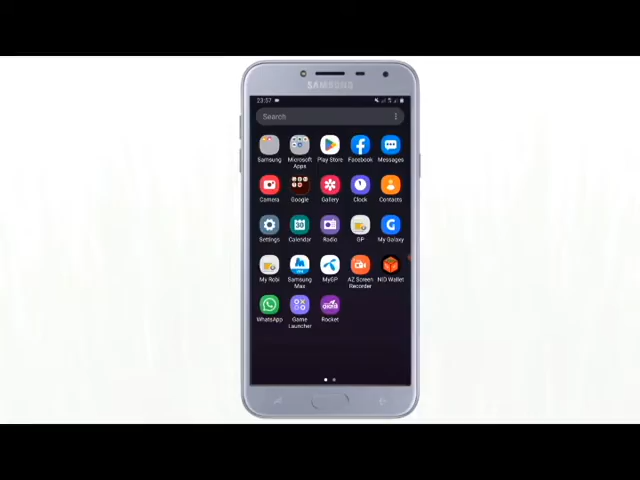 SAMSUNG
23:57
Search
Samsung
Microsoft Apps
Play Store
Facebook
Messages
Camera
Google
Gallery
Clock
Contacts
Settings
30
Calendar
Radio
GP
My Galaxy
My Robi
Samsung Max
MyGP
AZ Screen Recorder
NID Wallet
WhatsApp
Game Launcher
Rocket